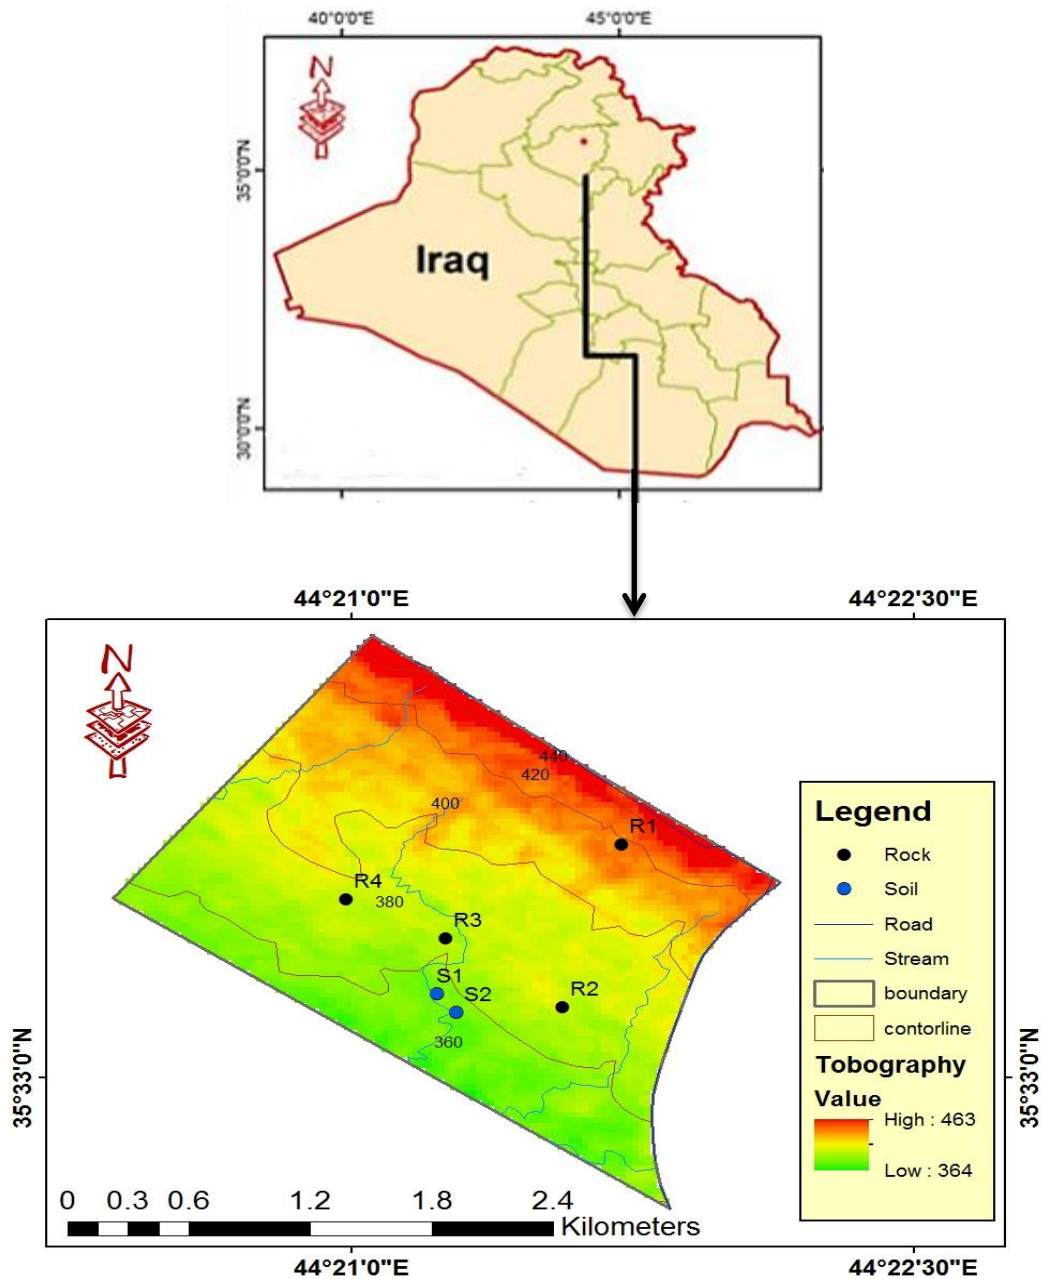 40°0'0"E 45°0'0"E
N
35°0'0"N
Iraq
30°0'0"N
44°21'0"E 44°22'30"E
N
440
420
400
R1
R4
380
R3
S1
S2
R2
360
35°33'0"N
35°33'0"N
Legend
Rock
Soil
Road
Stream
boundary
contorline
Tobography
Value
High : 463
Low : 364
0 0.3 0.6 1.2 1.8 2.4
Kilometers
44°21'0"E 44°22'30"E